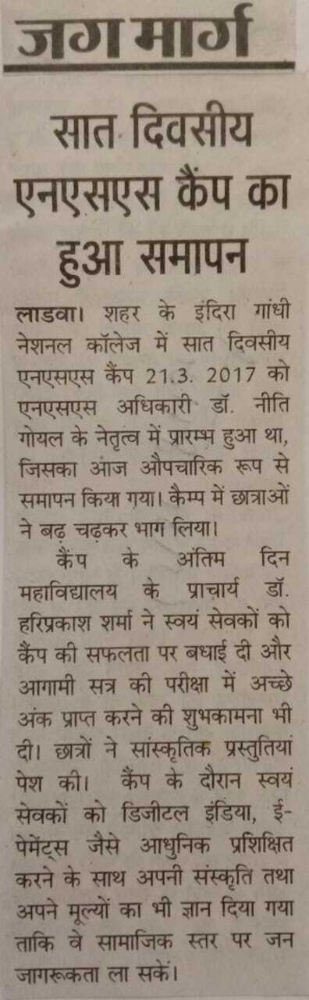 जग मार्ग
सात दिवसीय
एनएसएस कैंप का
हुआ समापन
लाडवा। शहर के इंदिरा गांधी
नेशनल कॉलेज में सात दिवसीय
एनएसएस कैंप 21.3. 2017 को
एनएसएस अधिकारी डॉ. नीति
गोयल के नेतृत्व में प्रारम्भ हुआ था,
जिसका आज औपचारिक रूप से
समापन किया गया। कैम्प में छात्राओं
ने बढ़ चढ़कर भाग लिया।
कैंप के अंतिम दिन
महाविद्यालय के प्राचार्य डॉ.
हरिप्रकाश शर्मा ने स्वयं सेवकों को
कैंप की सफलता पर बधाई दी और
आगामी सत्र की परीक्षा में अच्छे
अंक प्राप्त करने की शुभकामना भी
दी। छात्रों ने सांस्कृतिक प्रस्तुतियां
पेश की। कैंप के दौरान स्वयं
सेवकों को डिजीटल इंडिया, ई-
पेमेंट्स जैसे आधुनिक प्रशिक्षित
करने के साथ अपनी संस्कृति तथा
अपने मूल्यों का भी ज्ञान दिया गया
ताकि वे सामाजिक स्तर पर जन
जागरूकता ला सकें।